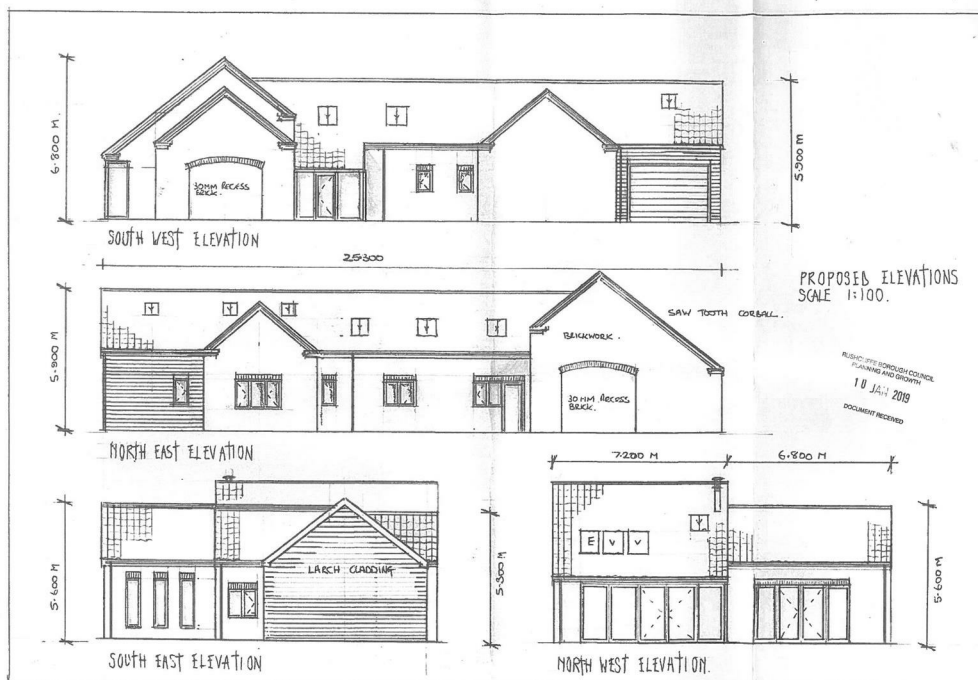 6·800 M.
30MM RECESS
BRICK.
5·900 M
SOUTH WEST ELEVATION
25·300
PROPOSED ELEVATIONS
SCALE 1:100.
SAW TOOTH CORBALL.
BRICKWORK.
5·900 M
30 MM RECESS
BRICK.
RUSHCLIFFE BOROUGH COUNCIL
PLANNING AND GROWTH
10 JAN 2019
DOCUMENT RECEIVED
NORTH EAST ELEVATION
7·200 M
6·800 M.
E
V
V
5·600 M
LARCH CLADDING
5·300 M
5·600 M
SOUTH EAST ELEVATION
NORTH WEST ELEVATION.